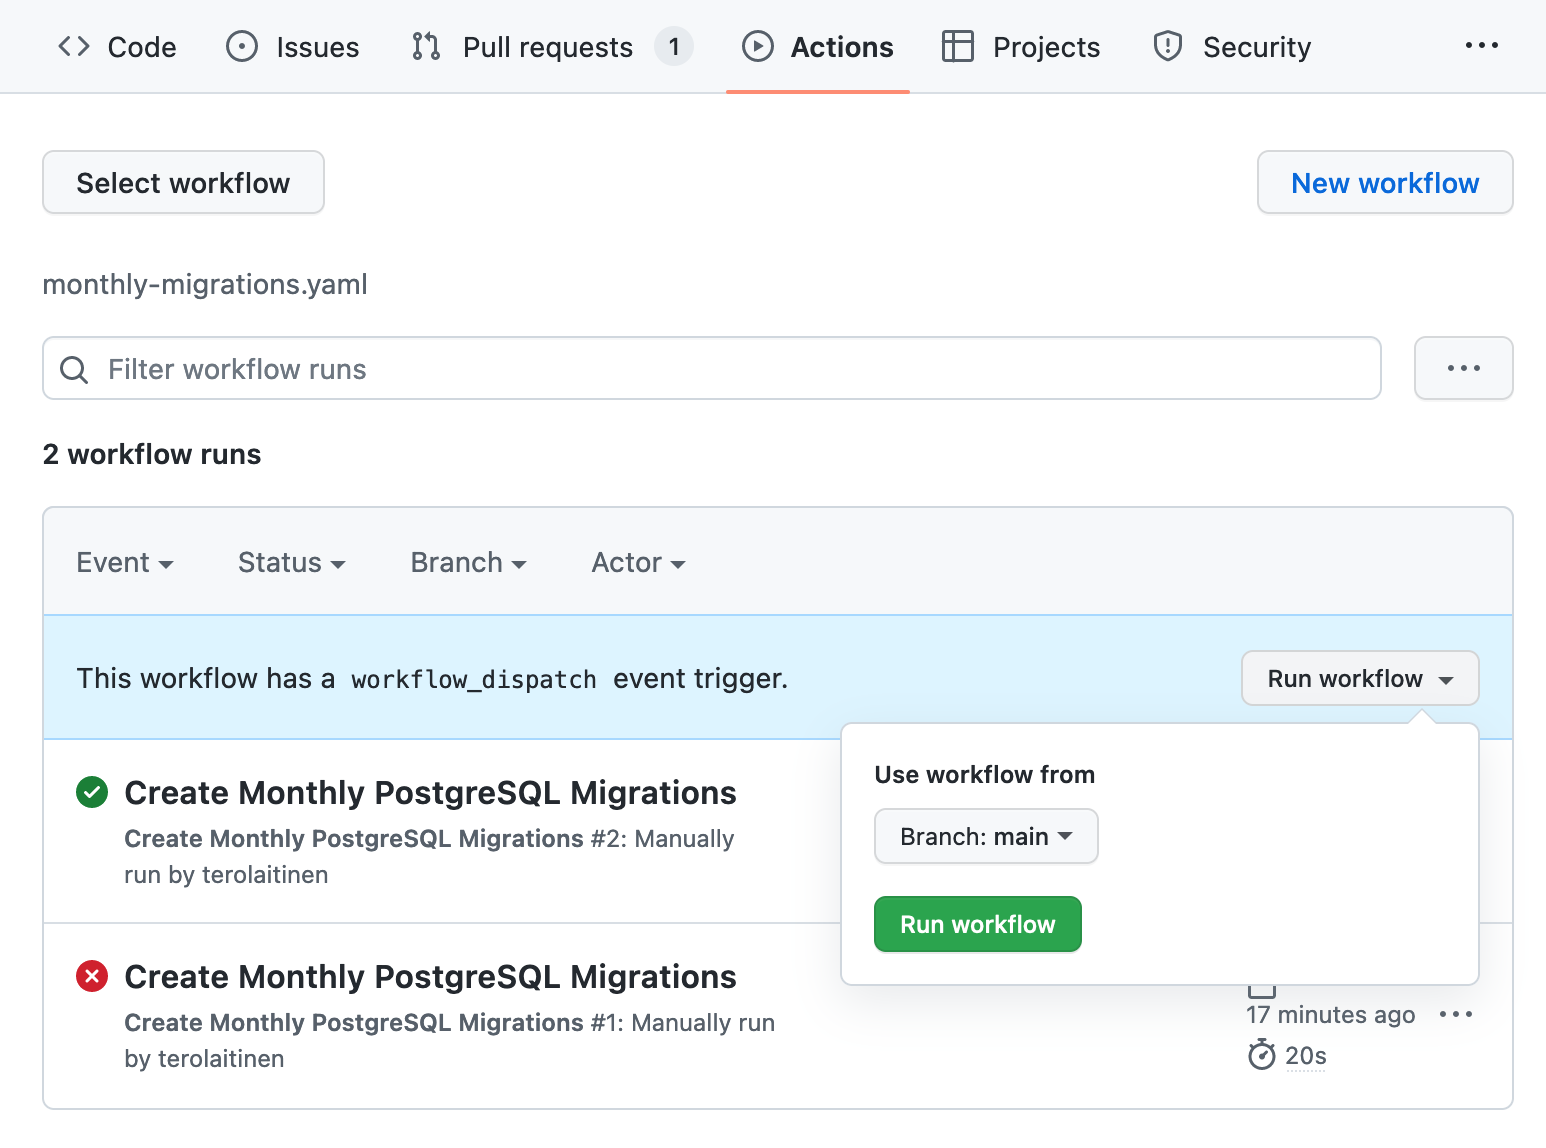 Code Issues Pull requests 1 Actions Projects Security
Select workflow
New workflow
monthly-migrations.yaml
Filter workflow runs
2 workflow runs
Event Status Branch Actor
This workflow has a workflow_dispatch event trigger.
Run workflow
Use workflow from
Branch: main
Run workflow
Create Monthly PostgreSQL Migrations
Create Monthly PostgreSQL Migrations #2: Manually
run by terolaitinen
Create Monthly PostgreSQL Migrations
Create Monthly PostgreSQL Migrations #1: Manually run
by terolaitinen
17 minutes ago
20s